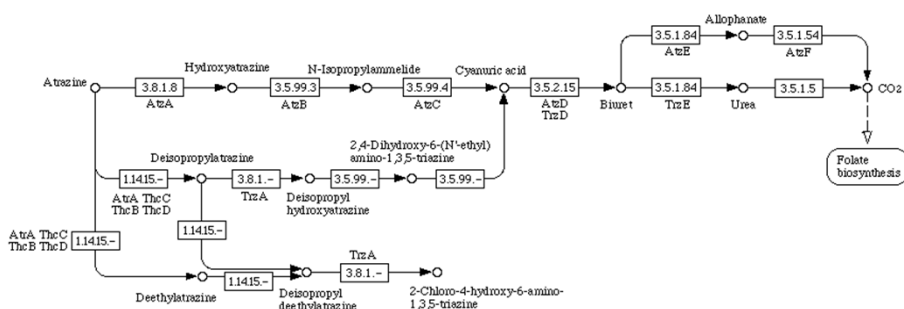 Allophanate
3.5.1.84
3.5.1.54
AtzE
AtzF
Hydroxyatrazine
N-Isopropylammelide
Cyanuric acid
Atrazine
3.8.1.8
3.5.99.3
3.5.99.4
3.5.2.15
3.5.1.84
3.5.1.5
CO2
AtzA
AtzB
AtzC
AtzD
TrzD
Biuret
TrzE
Urea
2,4-Dihydroxy-6-(N'-ethyl)
amino-1,3,5-triazine
Deisopropylatrazine
Folate
biosynthesis
1.14.15.-
3.8.1.-
3.5.99.-
3.5.99.-
AtrA ThcC
ThcB ThcD
TrzA
Deisopropyl
hydroxyatrazine
AtrA ThcC
ThcB ThcD
1.14.15.-
1.14.15.-
TrzA
1.14.15.-
3.8.1.-
Deethylatrazine
Deisopropyl
deethylatrazine
2-Chloro-4-hydroxy-6-amino-
1,3,5-triazine